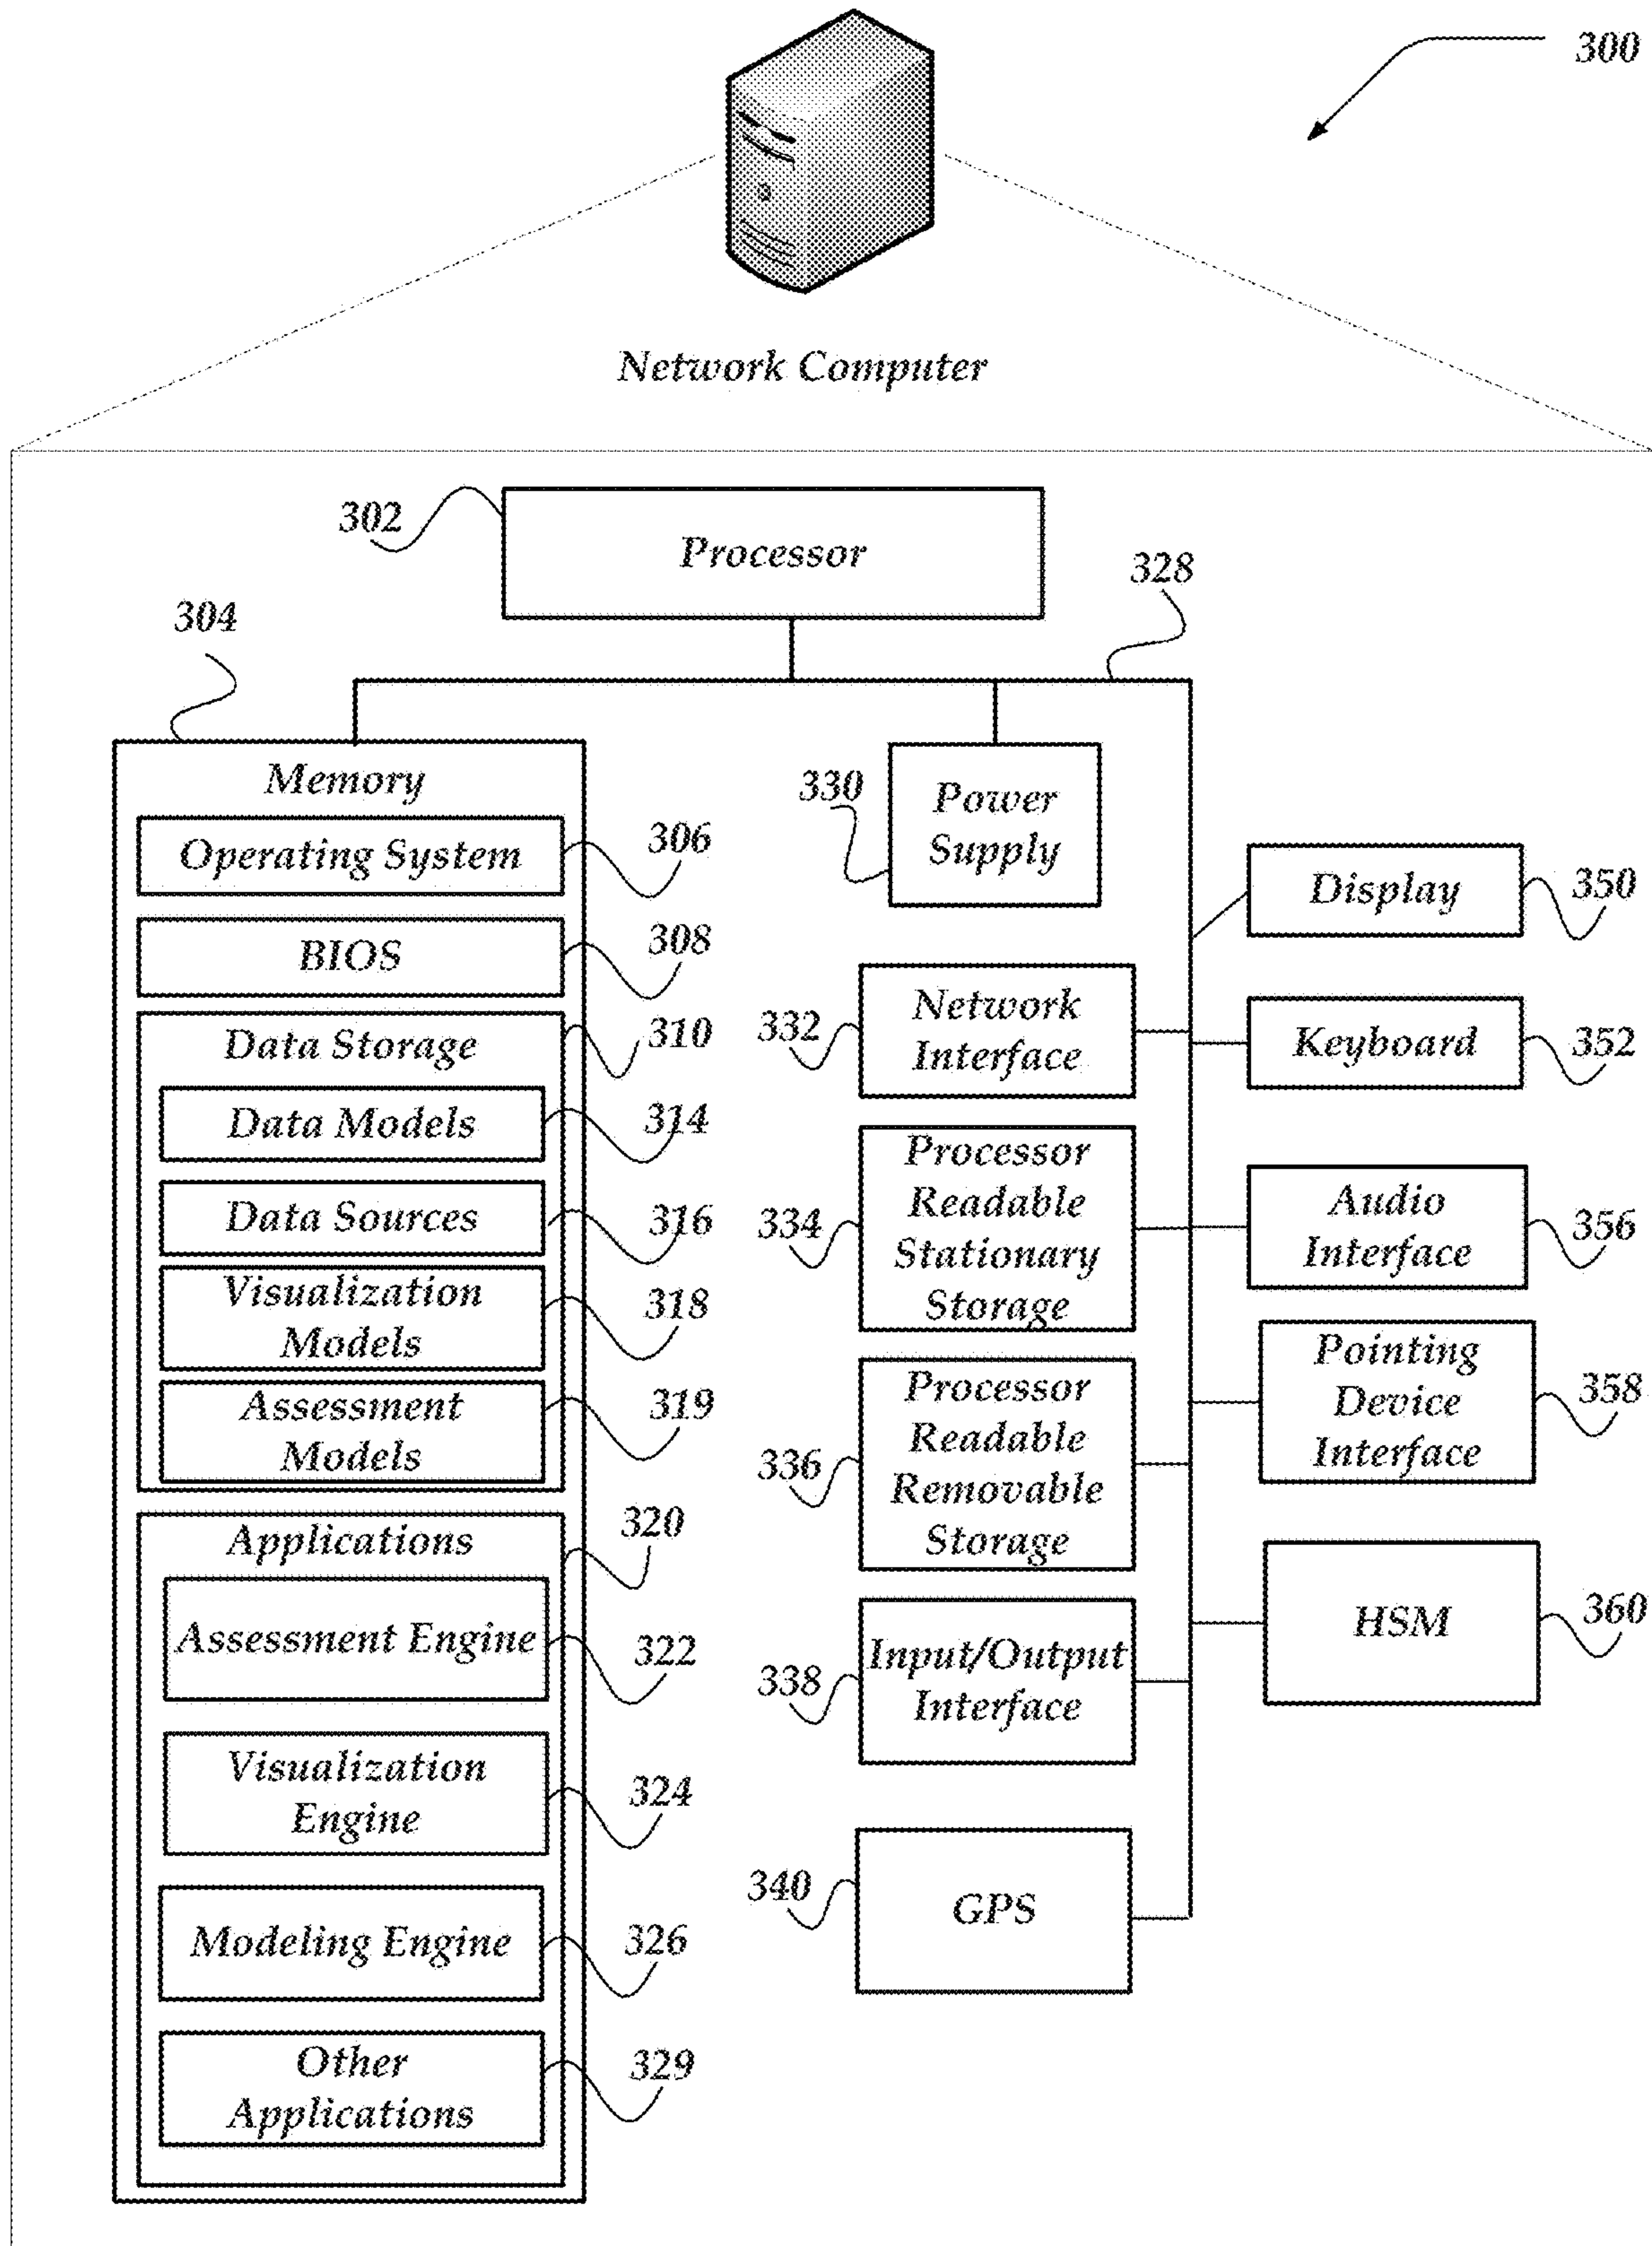 300
Network Computer
302
Processor
328
304
Memory
Operating System
306
BIOS
308
Data Storage
310
Data Models
314
Data Sources
316
Visualization
Models
318
Assessment
Models
319
Applications
320
Assessment Engine
322
Visualization
Engine
324
Modeling Engine
326
Other
Applications
329
330
Power
Supply
332
Network
Interface
334
Processor
Readable
Stationary
Storage
336
Processor
Readable
Removable
Storage
338
Input/Output
Interface
340
GPS
Display
350
Keyboard
352
Audio
Interface
356
Pointing
Device
Interface
358
HSM
360